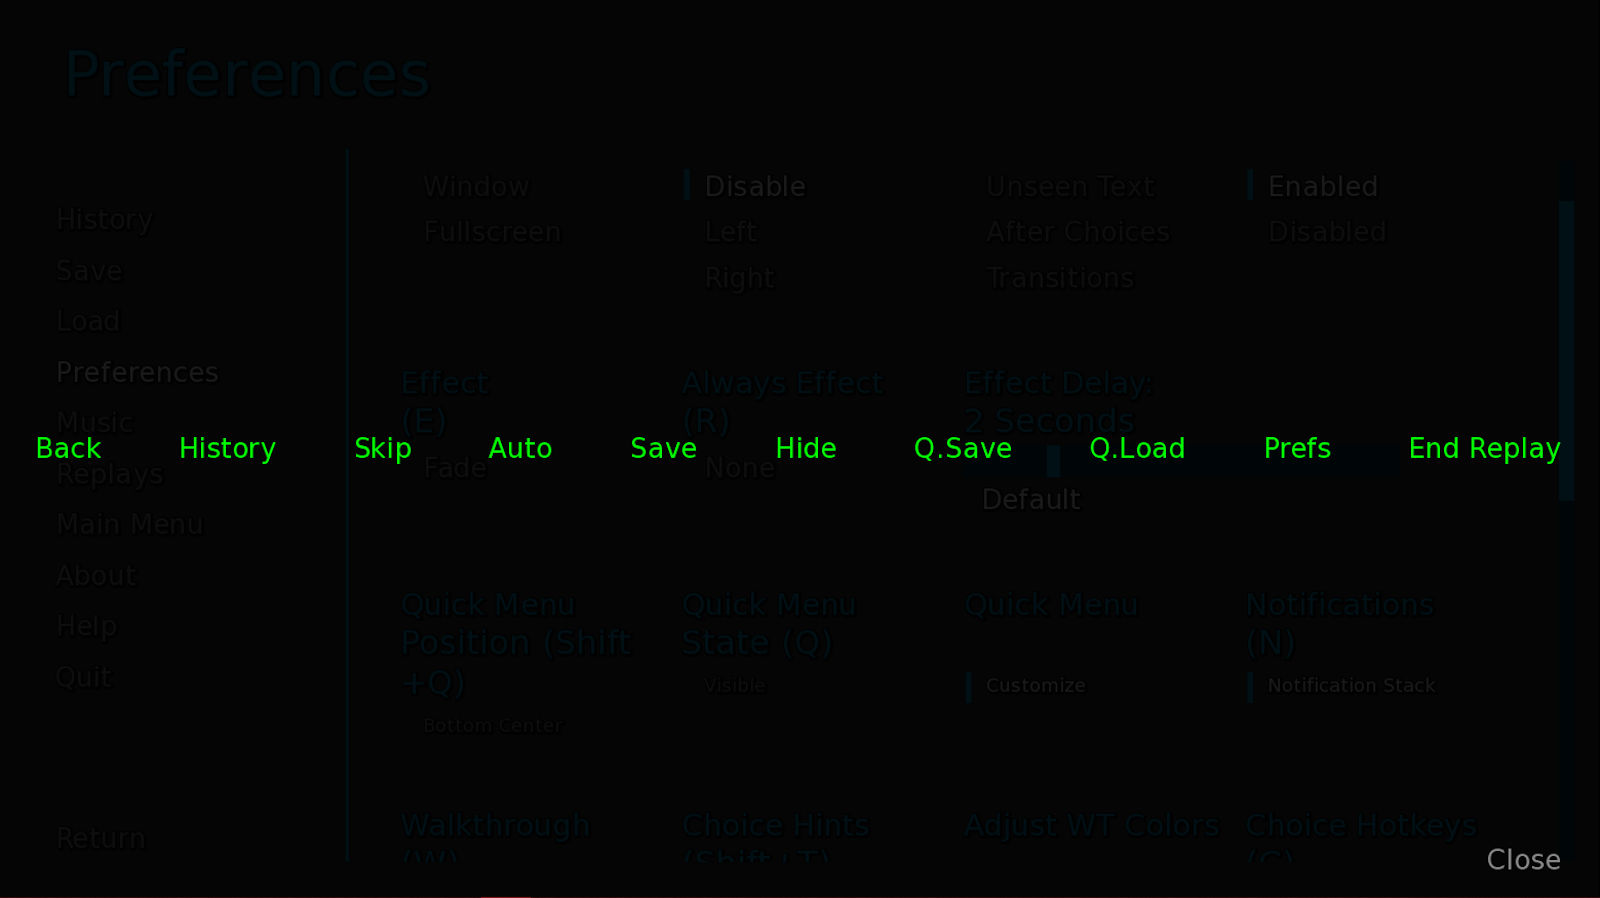 Preferences
Window Disable Unseen Text Enabled
History
Fullscreen Left After Choices Disabled
Save
Right Transitions
Load
Preferences
Effect Always Effect Effect Delay:
(E) (R) 2 Seconds
Music
Back History Skip Auto Save Hide Q.Save Q.Load Prefs End Replay
Replays
Fade None
Default
Main Menu
About
Quick Menu Quick Menu Quick Menu Notifications
Help
Position (Shift State (Q) (N)
Quit
+Q) Visible Customize Notification Stack
Bottom Center
Walkthrough Choice Hints Adjust WT Colors Choice Hotkeys
Return
(W) (Shift+T)
Close